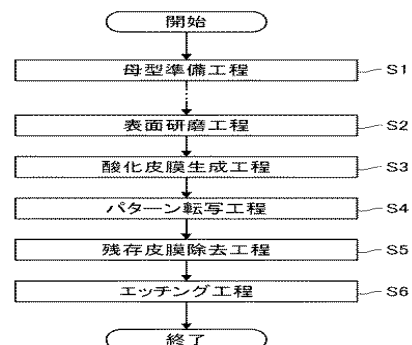 開始
母型準備工程 S1
表面研磨工程 S2
酸化皮膜生成工程 S3
パターン転写工程 S4
残存皮膜除去工程 S5
エッチング工程 S6
終了